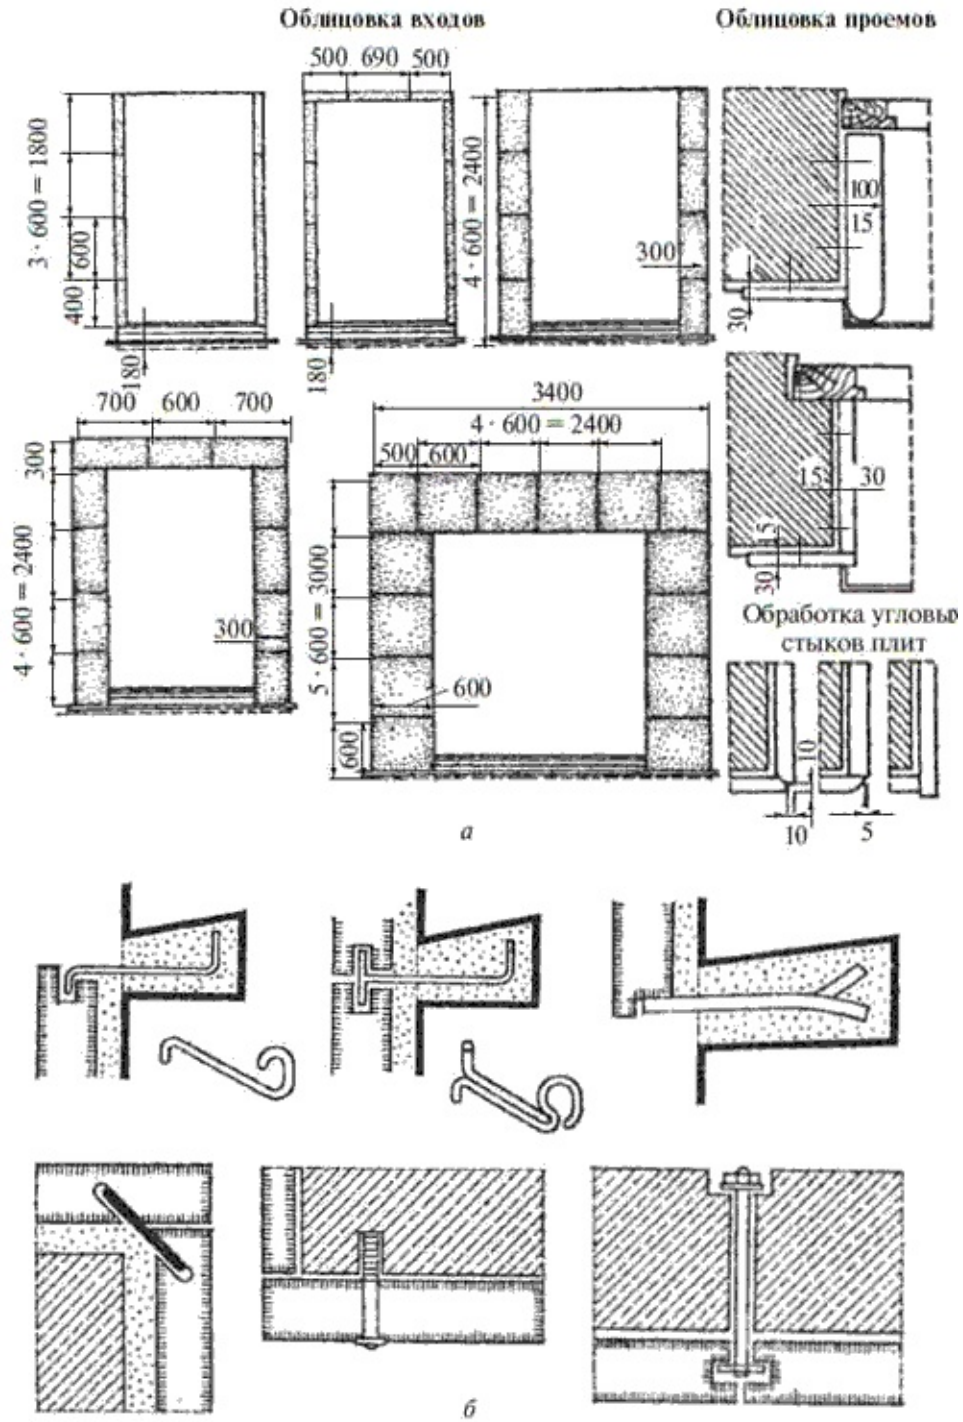 Облицовка входов
Облицовка проемов
500 690 500
3 · 600 = 1800
600
400
180
180
4 · 600 = 2400
300
100
15
30
700 600 700
300
4 · 600 = 2400
300
3400
4 · 600 = 2400
500 600
5 · 600 = 3000
600
600
15 30
15
30
Обработка угловы
стыков плит
10
10
5
а
б